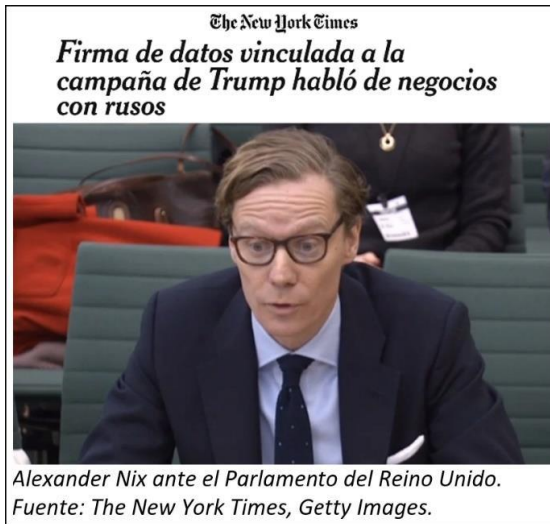 The New York Times
Firma de datos vinculada a la
campaña de Trump habló de negocios
con rusos
Alexander Nix ante el Parlamento del Reino Unido.
Fuente: The New York Times, Getty Images.